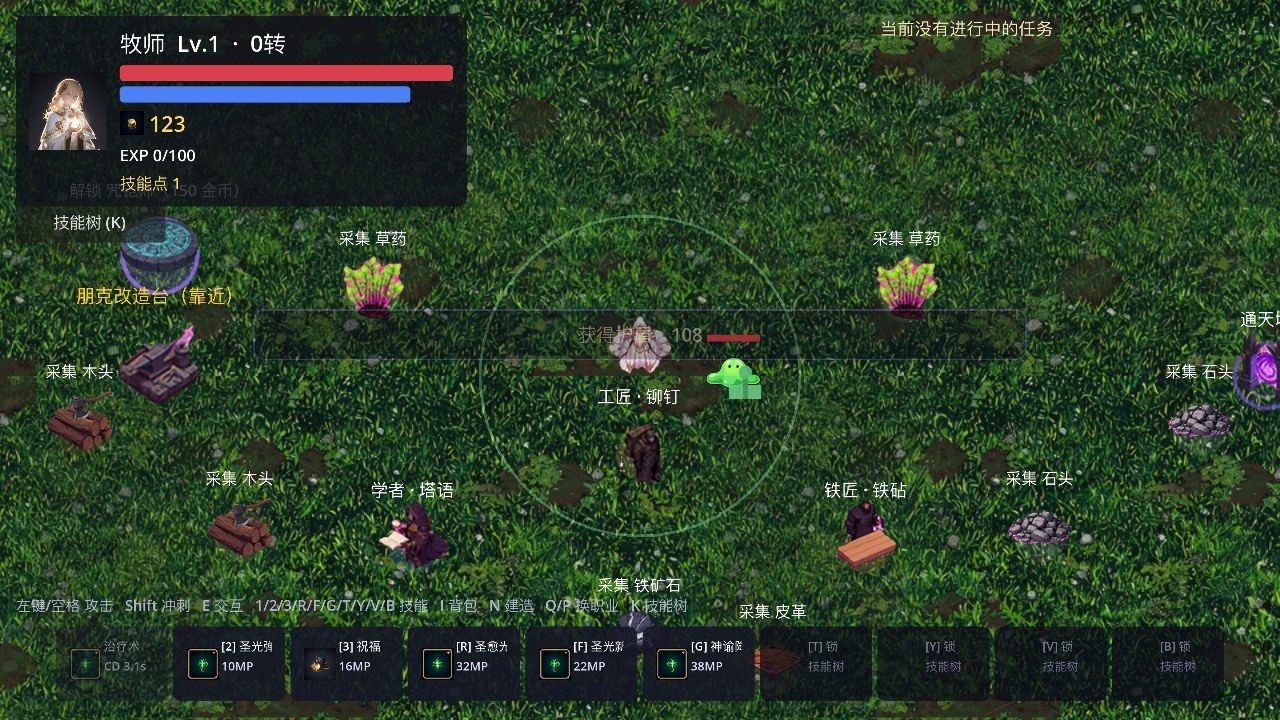 牧师 Lv.1 · 0转
当前没有进行中的任务
123
EXP 0/100
技能点 1
技能树 (K)
采集 草药
采集 草药
朋克改造台（靠近）
108
采集 木头
采集 石头
工匠 · 铆钉
采集 木头
学者 · 塔语
铁匠 · 铁砧
采集 石头
采集 铁矿石
左键/空格 攻击 Shift 冲刺 E 交互 1/2/3/R/F/G/T/Y/V/B 技能 I 背包 N 建造 Q/P 换职业 K 技能树
采集 皮革
治疗术
CD 3.1s
[2] 圣光
10MP
[3] 祝福
16MP
[R] 圣愈
32MP
[F] 圣光
22MP
[G] 神谕
38MP
[T] 锁
技能树
[Y] 锁
技能树
[V] 锁
技能树
[B] 锁
技能树